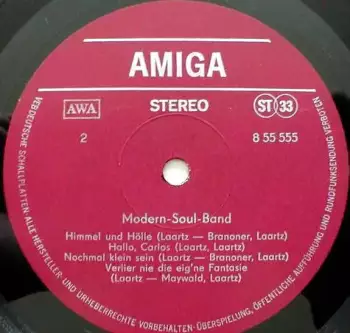 AMIGA
AWA
STEREO
ST 33
2
8 55 555
Modern-Soul-Band
Himmel und Hölle (Laartz — Branoner, Laartz)
Hallo, Carlos (Laartz, Laartz)
Nochmal klein sein (Laartz — Branoner, Laartz)
Verlier nie die eig'ne Fantasie
(Laartz — Maywald, Laartz)
VEB DEUTSCHE SCHALLPLATTEN · ALLE HERSTELLER- UND URHEBERRECHTE VORBEHALTEN · ÜBERSPIELUNG, ÖFFENTLICHE AUFFÜHRUNG UND RUNDFUNKSENDUNG VERBOTEN